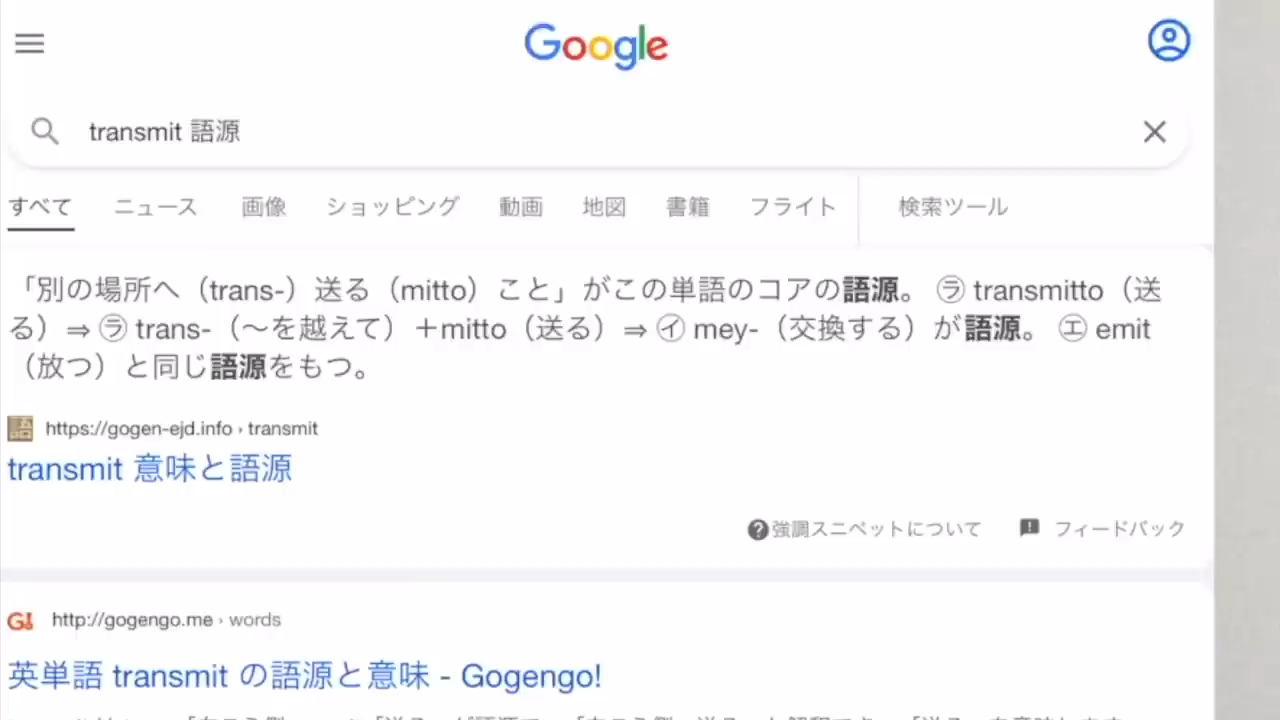 Google
transmit 語源
すべて ニュース 画像 ショッピング 動画 地図 書籍 フライト 検索ツール
「別の場所へ（trans-）送る（mitto）こと」がこの単語のコアの語源。 ㋶ transmitto（送
る）⇒ ㋶ trans-（～を越えて）＋mitto（送る）⇒ ㋑ mey-（交換する）が語源。 ㋓ emit
（放つ）と同じ語源をもつ。
語 https://gogen-ejd.info › transmit
transmit 意味と語源
強調スニペットについて フィードバック
G! http://gogengo.me › words
英単語 transmit の語源と意味 - Gogengo!